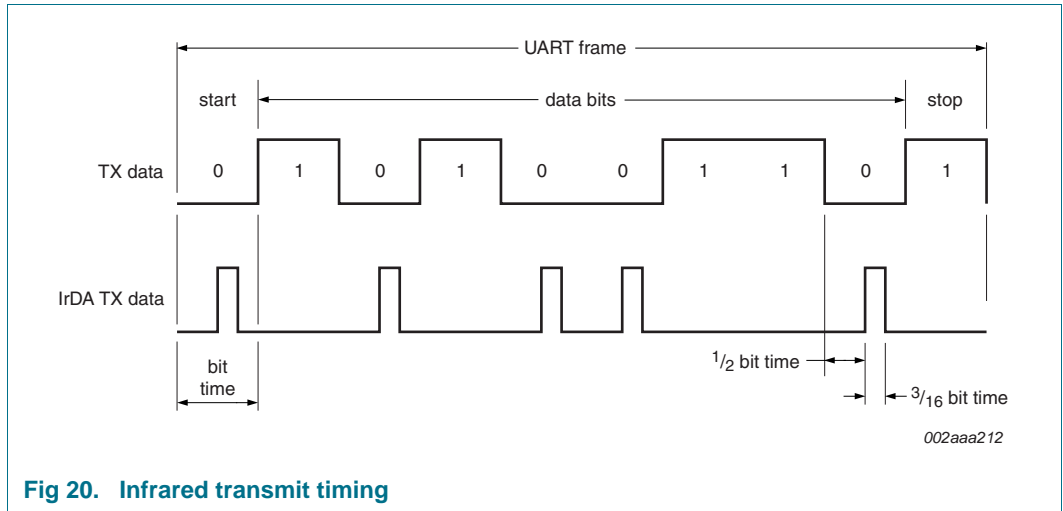 UART frame
start data bits stop
TX data 0 1 0 1 0 0 1 1 0 1
IrDA TX data
bit time
1/2 bit time
3/16 bit time
002aaa212
Fig 20. Infrared transmit timing